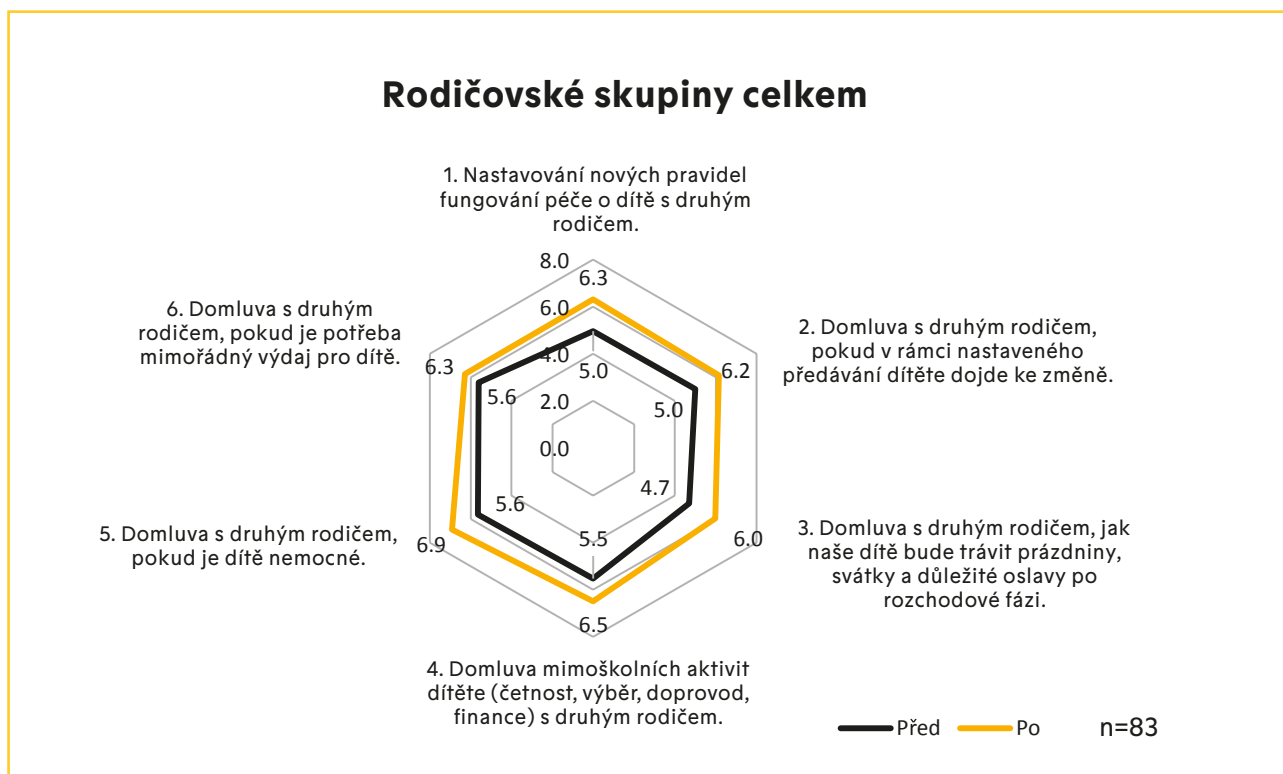 Rodičovské skupiny celkem
1. Nastavování nových pravidel
fungování péče o dítě s druhým
rodičem.
8.0
6.3
6.0
4.0
5.0
2.0
0.0
6. Domluva s druhým
rodičem, pokud je potřeba
mimořádný výdaj pro dítě.
6.3
5.6
2. Domluva s druhým rodičem,
pokud v rámci nastaveného
předávání dítěte dojde ke změně.
6.2
5.0
4.7
5.6
5. Domluva s druhým rodičem,
pokud je dítě nemocné.
6.9
5.5
6.0
3. Domluva s druhým rodičem, jak
naše dítě bude trávit prázdniny,
svátky a důležité oslavy po
rozchodové fázi.
6.5
4. Domluva mimoškolních aktivit
dítěte (četnost, výběr, doprovod,
finance) s druhým rodičem.
Před
Po
n=83